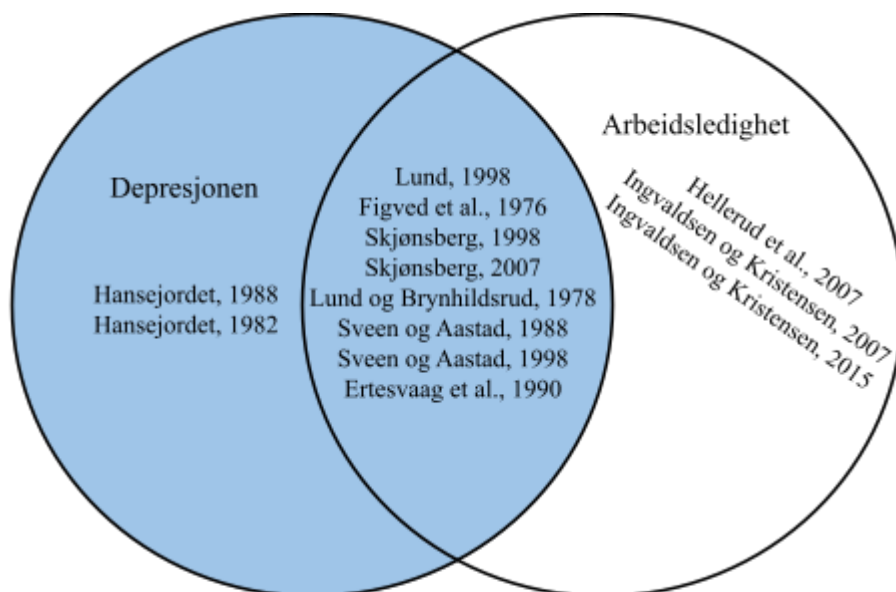 Depresjonen
Hansejordet, 1988
Hansejordet, 1982
Lund, 1998
Figved et al., 1976
Skjønsberg, 1998
Skjønsberg, 2007
Lund og Brynhildsrud, 1978
Sveen og Aastad, 1988
Sveen og Aastad, 1998
Ertesvaag et al., 1990
Arbeidsledighet
Hellerud et al., 2007
Ingvaldsen og Kristensen, 2007
Ingvaldsen og Kristensen, 2015